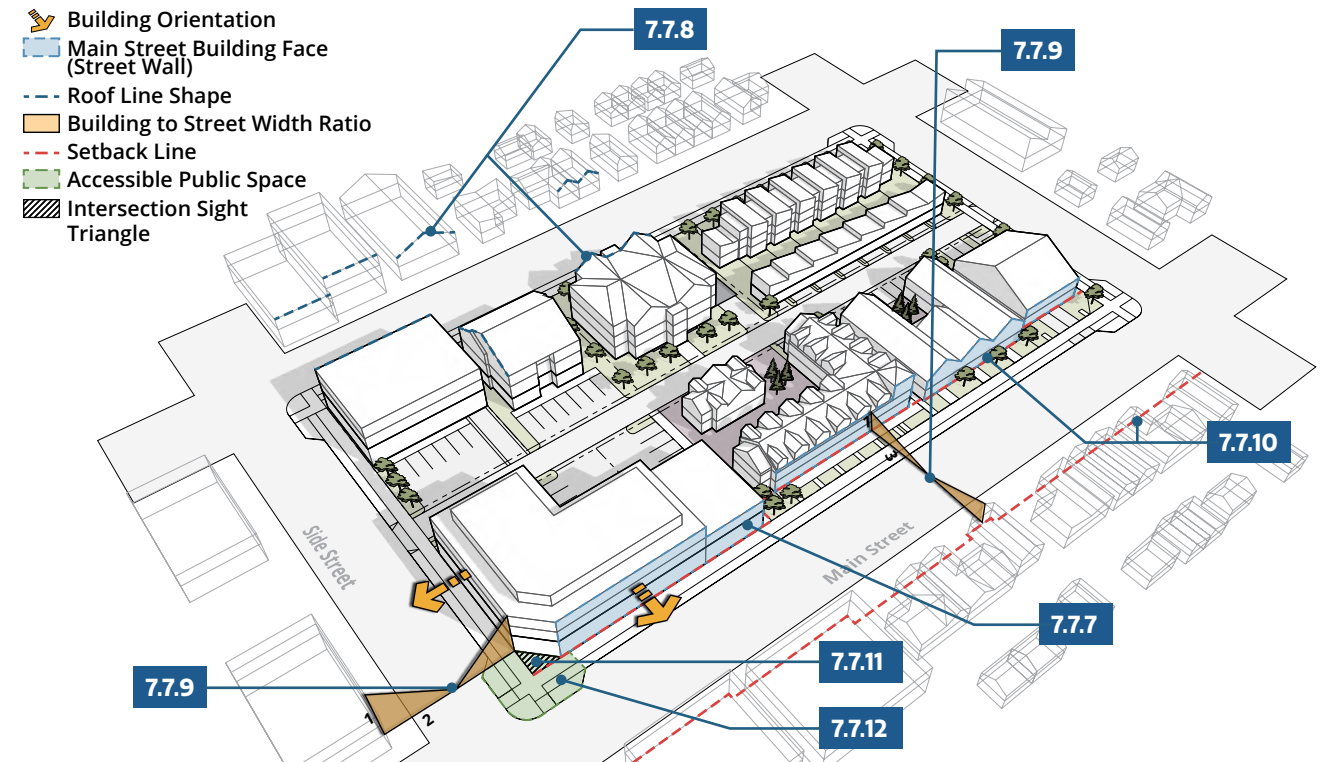 Building Orientation
Main Street Building Face
(Street Wall)
Roof Line Shape
Building to Street Width Ratio
Setback Line
Accessible Public Space
Intersection Sight
Triangle
7.7.8
7.7.9
7.7.10
3
Side Street
Main Street
7.7.7
7.7.11
7.7.9
1
2
7.7.12